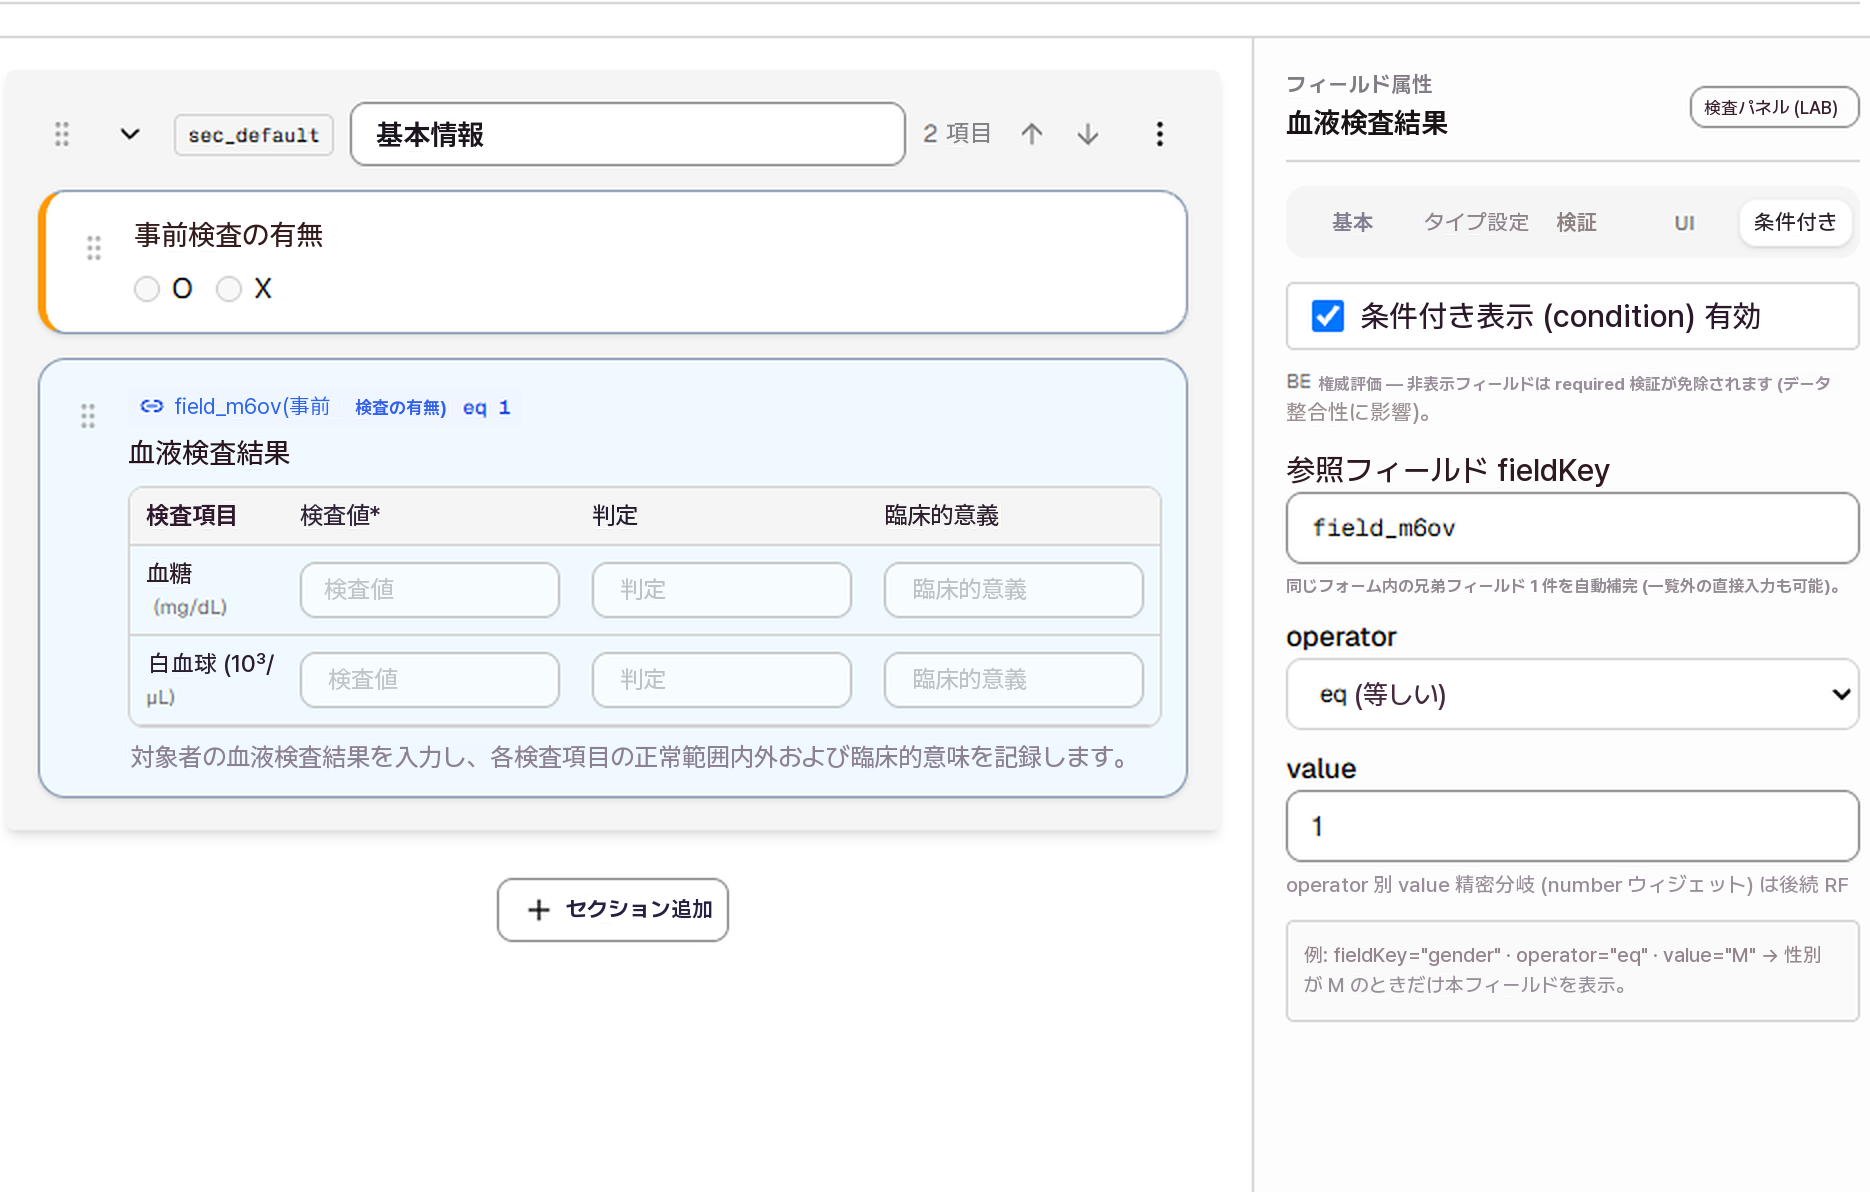 sec_default
基本情報
2 項目
事前検査の有無
O X
field_m6ov(事前 検査の有無) eq 1
血液検査結果
検査項目 検査値* 判定 臨床的意義
血糖 検査値 判定 臨床的意義
(mg/dL)
白血球 (10³/ 検査値 判定 臨床的意義
μL)
対象者の血液検査結果を入力し、各検査項目の正常範囲内外および臨床的意味を記録します。
セクション追加
フィールド属性
血液検査結果
検査パネル (LAB)
基本 タイプ設定 検証 UI 条件付き
条件付き表示 (condition) 有効
BE 権威評価 — 非表示フィールドは required 検証が免除されます (データ
整合性に影響)。
参照フィールド fieldKey
field_m6ov
同じフォーム内の兄弟フィールド 1 件を自動補完 (一覧外の直接入力も可能)。
operator
eq (等しい)
value
1
operator 別 value 精密分岐 (number ウィジェット) は後続 RF
例: fieldKey="gender" · operator="eq" · value="M" → 性別
が M のときだけ本フィールドを表示。